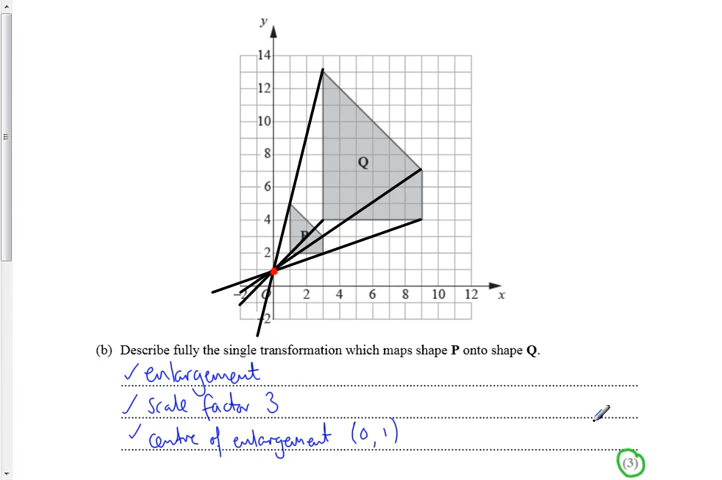 y
14
12
10
8
Q
6
4
P
2
-2 O 2 4 6 8 10 12 x
-2
(b) Describe fully the single transformation which maps shape P onto shape Q.
✓ enlargement
✓ scale factor 3
✓ centre of enlargement (0, 1)
(3)